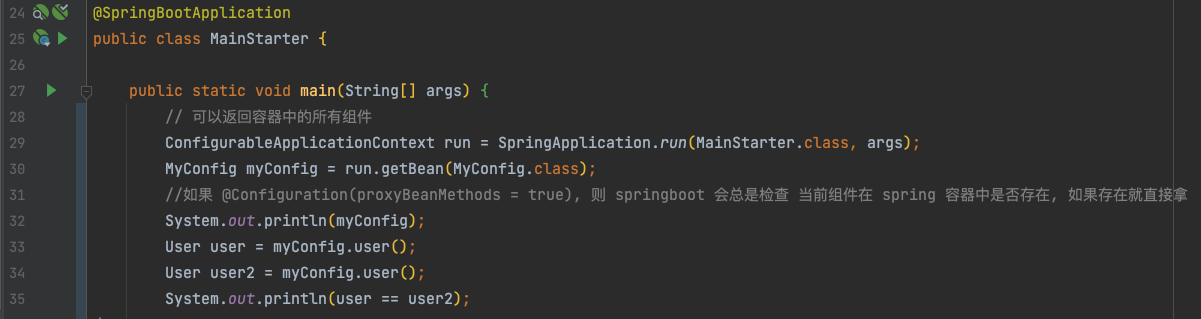 24 @SpringBootApplication
25 public class MainStarter {
26
27 public static void main(String[] args) {
28 // 可以返回容器中的所有组件
29 ConfigurableApplicationContext run = SpringApplication.run(MainStarter.class, args);
30 MyConfig myConfig = run.getBean(MyConfig.class);
31 //如果 @Configuration(proxyBeanMethods = true), 则 springboot 会总是检查 当前组件在 spring 容器中是否存在, 如果存在就直接拿
32 System.out.println(myConfig);
33 User user = myConfig.user();
34 User user2 = myConfig.user();
35 System.out.println(user == user2);